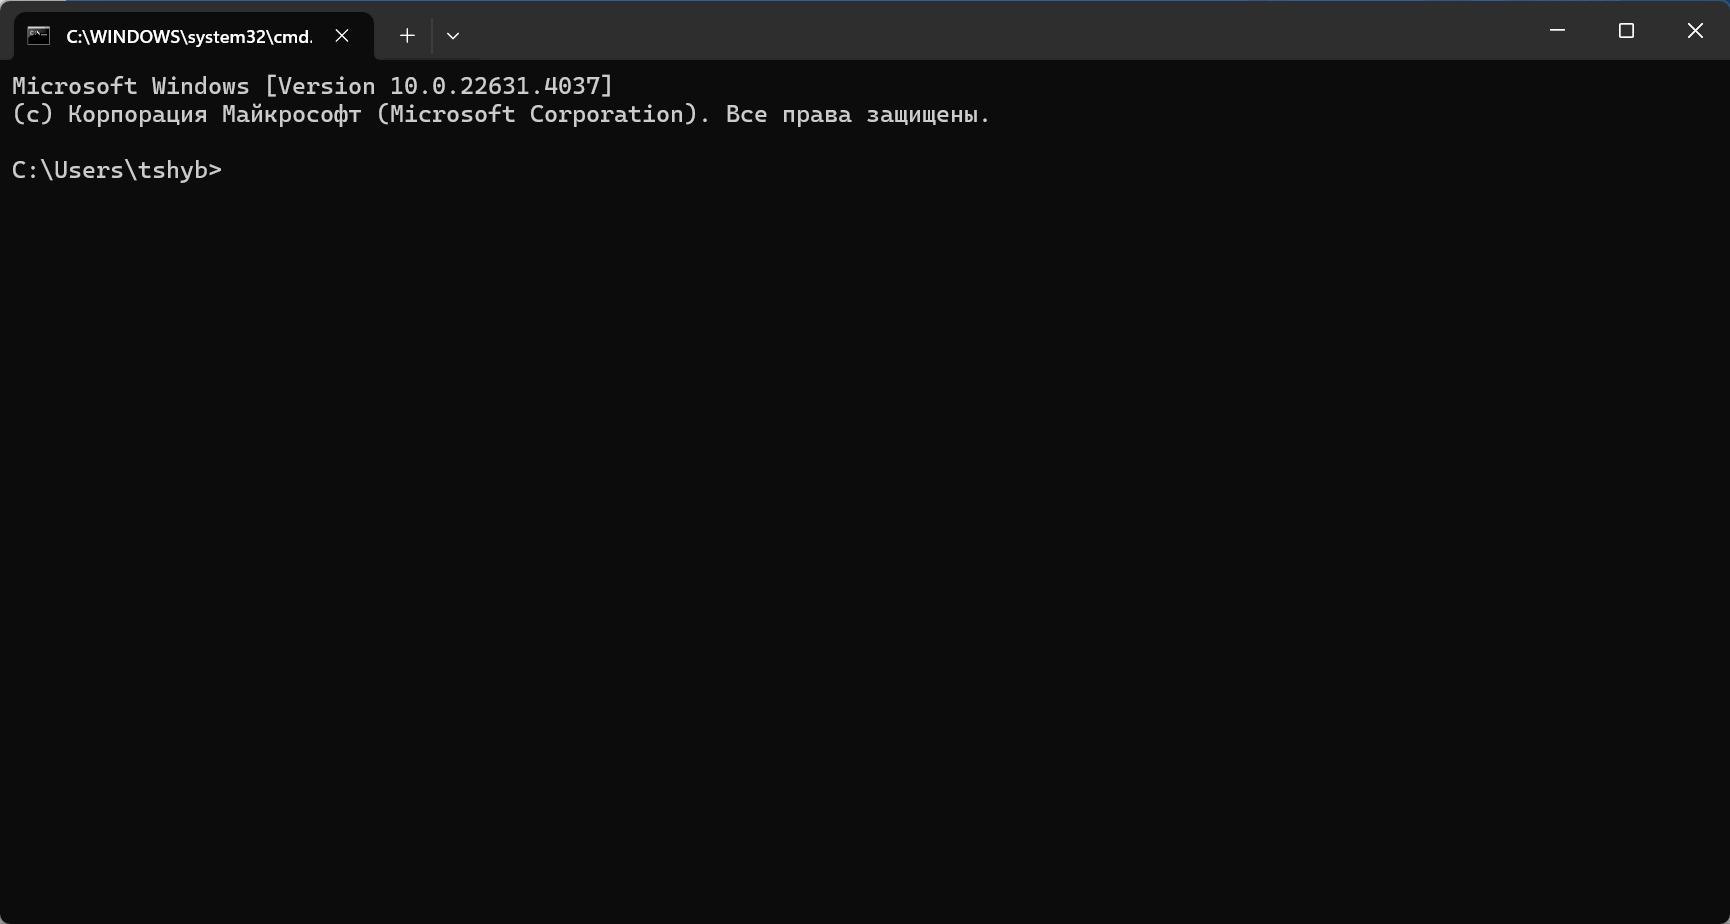 C:\WINDOWS\system32\cmd.
Microsoft Windows [Version 10.0.22631.4037]
(c) Корпорация Майкрософт (Microsoft Corporation). Все права защищены.
C:\Users\tshyb>